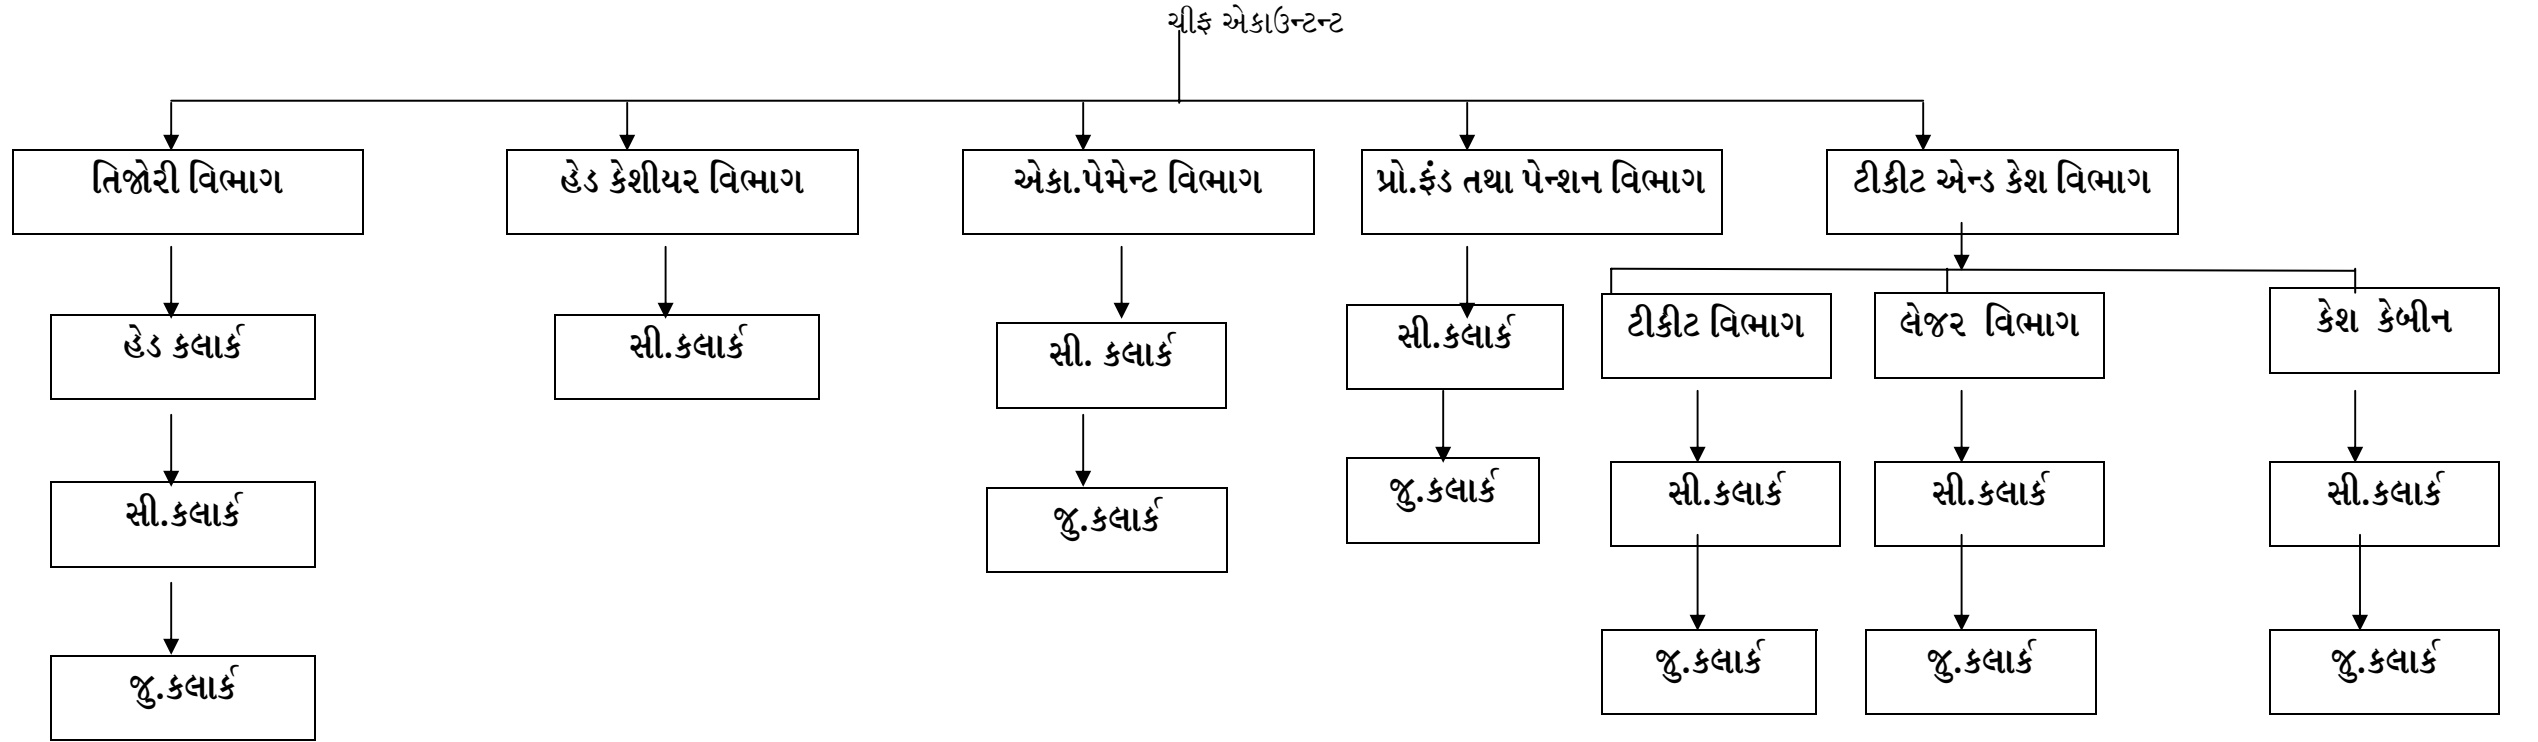 ચીફ એકાઉન્ટન્ટ
તિજોરી વિભાગ
હેડ કેશીયર વિભાગ
એકા.પેમેન્ટ વિભાગ
પ્રો.ફંડ તથા પેન્શન વિભાગ
ટીકીટ એન્ડ કેશ વિભાગ
હેડ કલાર્ક
સી.કલાર્ક
સી. કલાર્ક
સી.કલાર્ક
ટીકીટ વિભાગ
લેજર વિભાગ
કેશ કેબીન
સી.કલાર્ક
જુ.કલાર્ક
જુ.કલાર્ક
સી.કલાર્ક
સી.કલાર્ક
સી.કલાર્ક
જુ.કલાર્ક
જુ.કલાર્ક
જુ.કલાર્ક
જુ.કલાર્ક